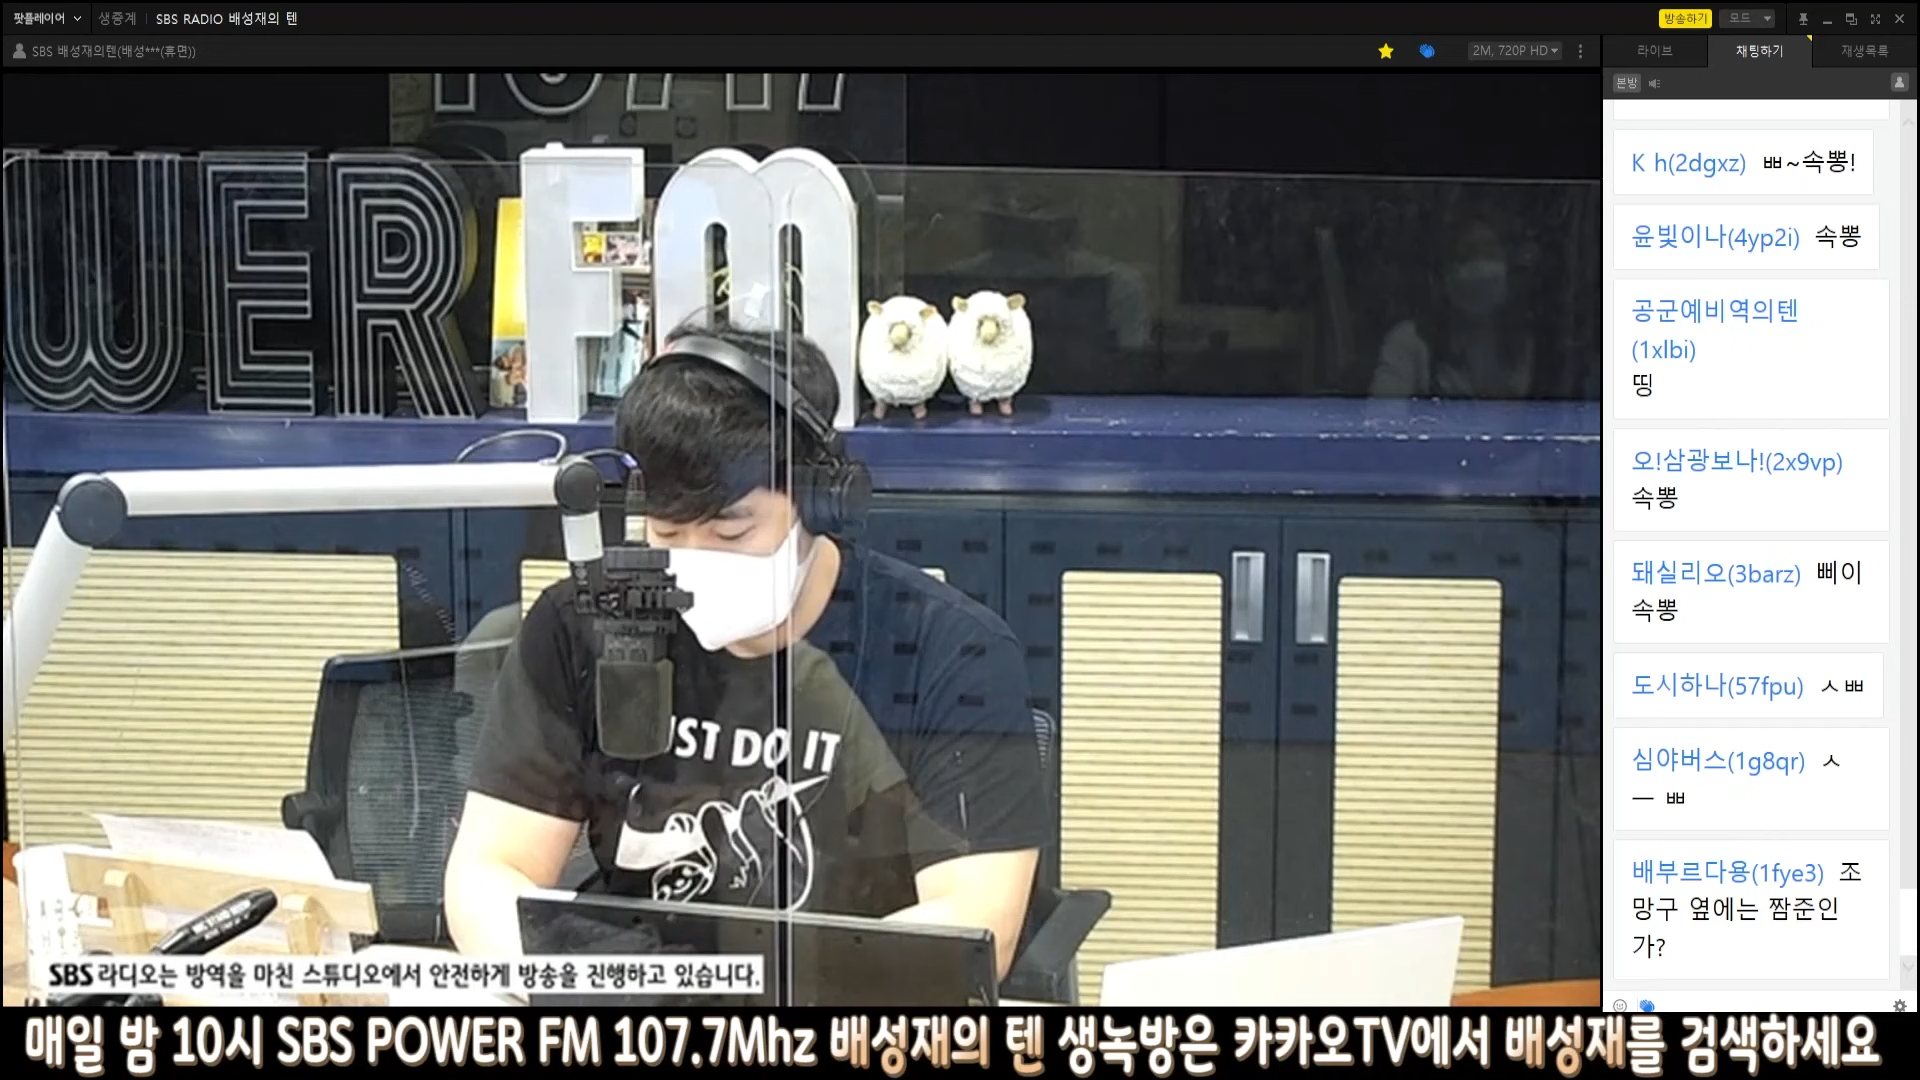 팟플레이어
생중계
SBS RADIO 배성재의 텐
방송하기
모드
SBS 배성재의텐(배성***(휴면))
2M, 720P HD
라이브
채팅하기
재생목록
본방
WER FM
K h(2dgxz) ㅃ~속뽕!
윤빛이나(4yp2i) 속뽕
공군예비역의텐
(1xlbi)
띵
오!삼광보나!(2x9vp)
속뽕
돼실리오(3barz) 삐이
속뽕
도시하나(57fpu) ㅅㅃ
심야버스(1g8qr) ㅅ
ㅡ ㅃ
배부르다용(1fye3) 조
망구 옆에는 짬준인
가?
UST DO IT
SBS 라디오는 방역을 마친 스튜디오에서 안전하게 방송을 진행하고 있습니다.
매일 밤 10시 SBS POWER FM 107.7Mhz 배성재의 텐 생녹방은 카카오TV에서 배성재를 검색하세요